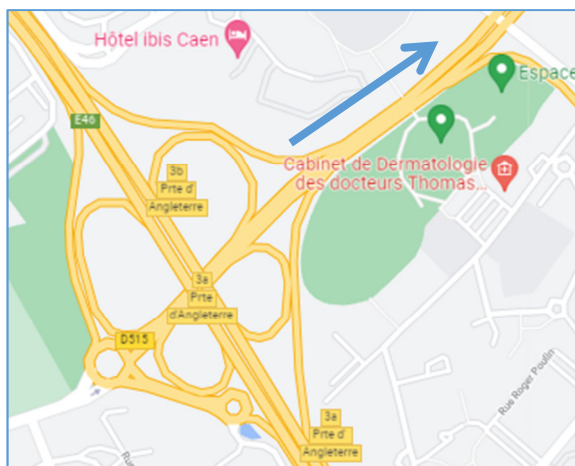 Hôtel ibis Caen
Espace
E46
Cabinet de Dermatologie
des docteurs Thomas...
3b
Prte d'
Angleterre
3a
Prte
d'Angleterre
D515
Rue Roger Poulin
3a
Prte d'
Angleterre
Ru